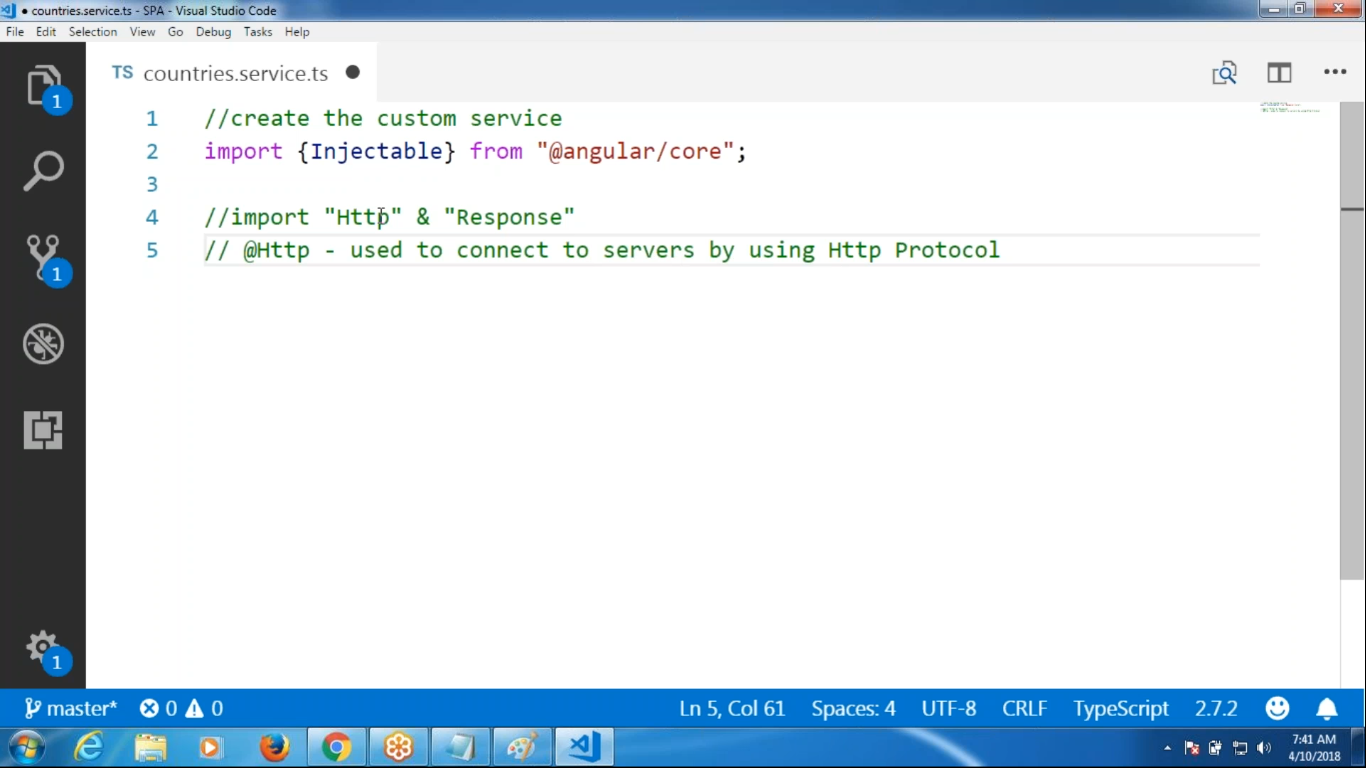 ● countries.service.ts - SPA - Visual Studio Code
File Edit Selection View Go Debug Tasks Help
TS countries.service.ts ●
1 //create the custom service
2 import {Injectable} from "@angular/core";
3
4 //import "Http" & "Response"
5 // @Http - used to connect to servers by using Http Protocol
1
1
1
master* 0 0 Ln 5, Col 61 Spaces: 4 UTF-8 CRLF TypeScript 2.7.2
7:41 AM
4/10/2018